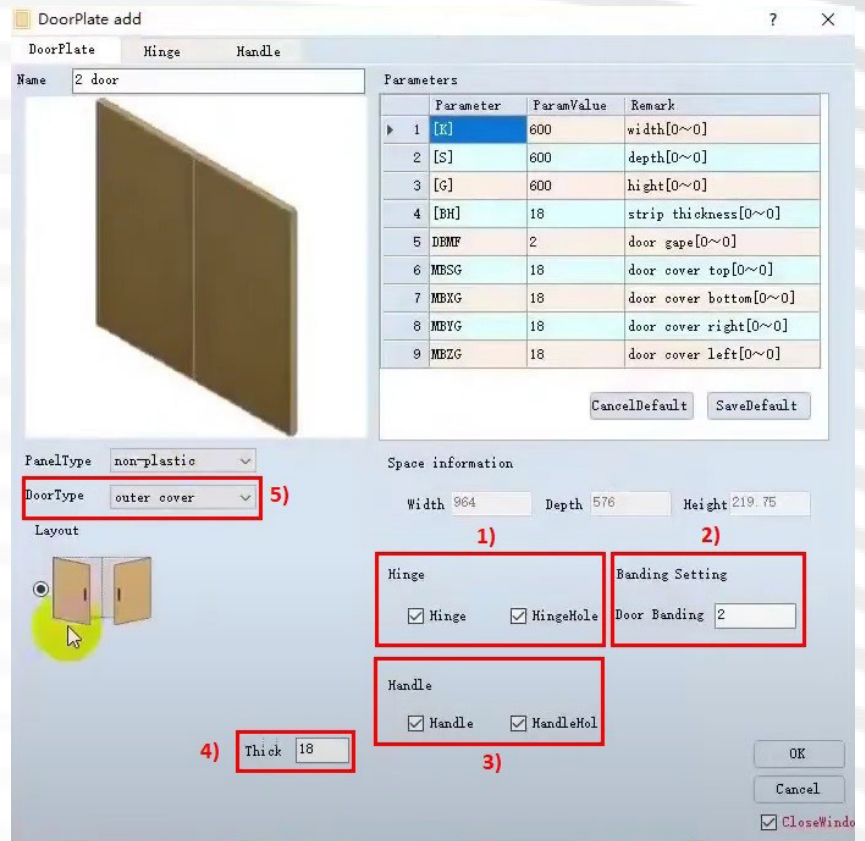 DoorPlate add ? ×
DoorPlate Hinge Handle
Name 2 door
Parameters
Parameter ParamValue Remark
1 [K] 600 width[0~0]
2 [S] 600 depth[0~0]
3 [G] 600 hight[0~0]
4 [BH] 18 strip thickness[0~0]
5 DBMF 2 door gape[0~0]
6 MBSG 18 door cover top[0~0]
7 MBXG 18 door cover bottom[0~0]
8 MBYG 18 door cover right[0~0]
9 MBZG 18 door cover left[0~0]
CancelDefault SaveDefault
PanelType non-plastic
DoorType outer cover 5)
Layout
Space information
Width 964 Depth 576 Height 219.75
1) 2)
Hinge
Hinge HingeHole
Banding Setting
Door Banding 2
Handle
Handle HandleHol
3)
4) Thick 18
OK
Cancel
CloseWindo